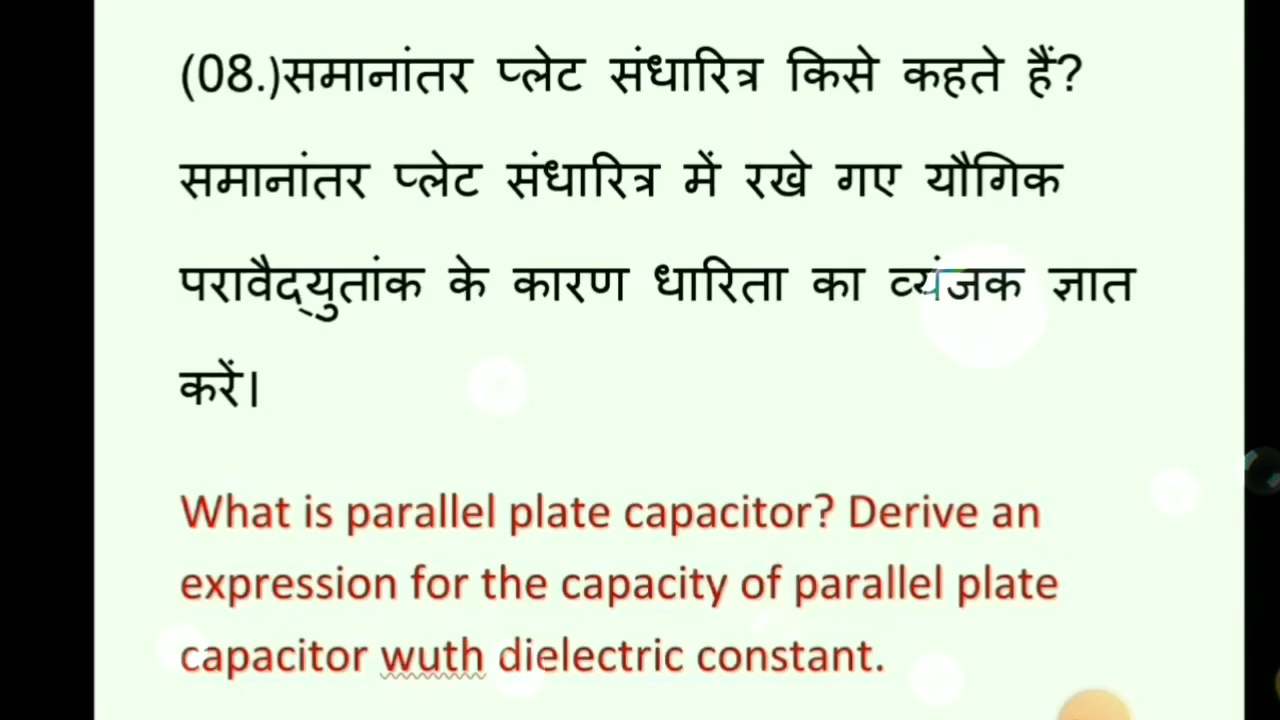 (08.)समानांतर प्लेट संधारित्र किसे कहते हैं?
समानांतर प्लेट संधारित्र में रखे गए यौगिक
परावैद्युतांक के कारण धारिता का व्यंजक ज्ञात
करें।
What is parallel plate capacitor? Derive an
expression for the capacity of parallel plate
capacitor wuth dielectric constant.